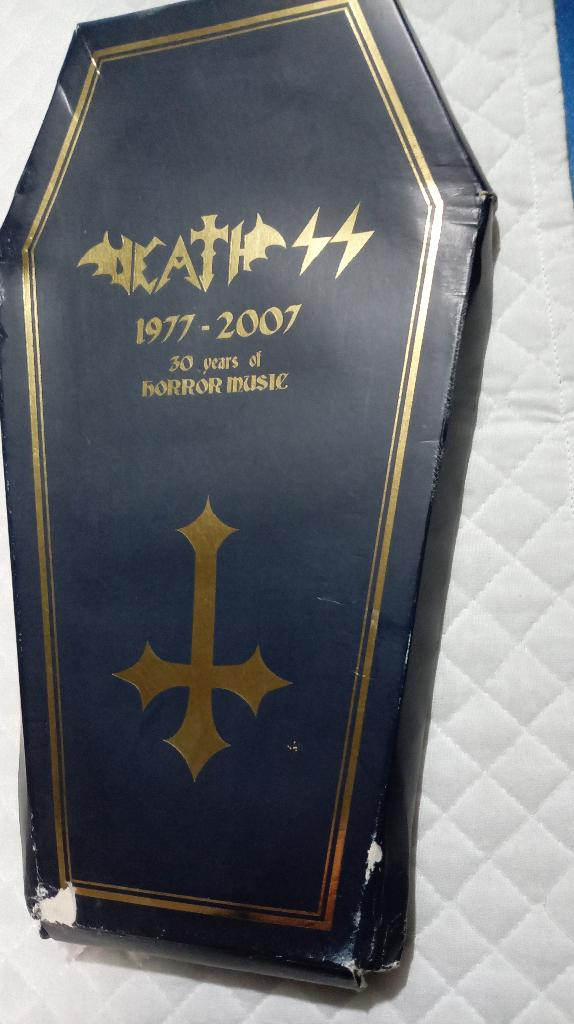 DEATH SS
1977-2007
30 years of
HORROR MUSIC